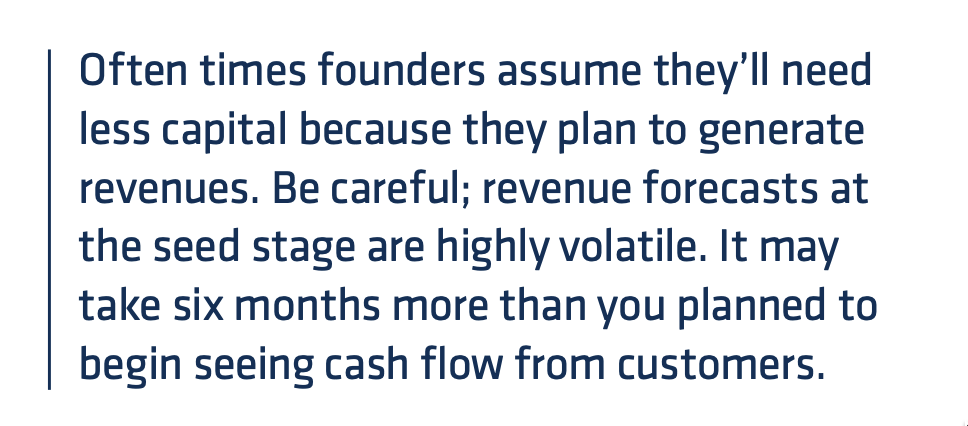 Often times founders assume they’ll need
less capital because they plan to generate
revenues. Be careful; revenue forecasts at
the seed stage are highly volatile. It may
take six months more than you planned to
begin seeing cash flow from customers.